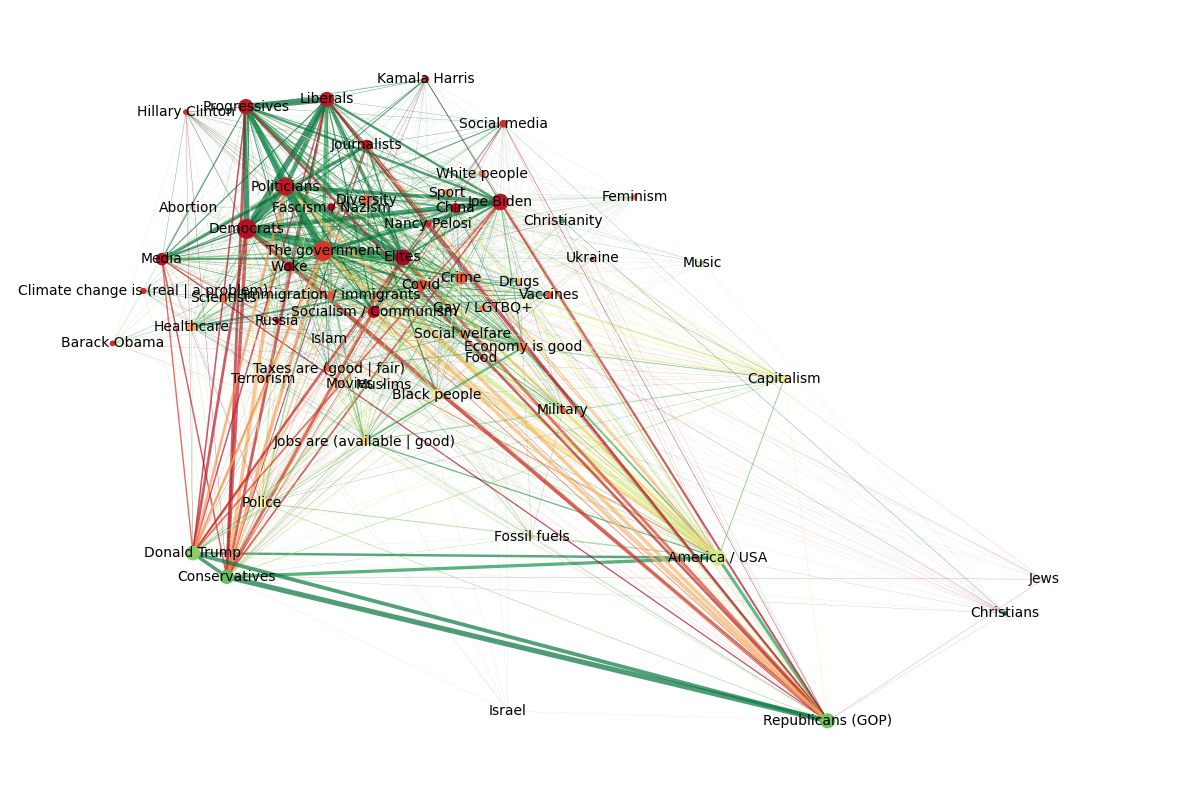 Kamala Harris
Liberals
Progressives
Hillary Clinton
Social media
Journalists
White people
Politicians
Sport
Feminism
Diversity
Joe Biden
Abortion
Fascism / Nazism
China
Christianity
Nancy Pelosi
Democrats
The government
Elites
Media
Ukraine
Music
Woke
Crime
Drugs
Covid
Climate change is (real | a problem)
Scientists
Immigration / Immigrants
Vaccines
Gay / LGTBQ+
Socialism / Communism
Russia
Healthcare
Social welfare
Islam
Barack Obama
Economy is good
Food
Taxes are (good | fair)
Terrorism
Movies
Muslims
Capitalism
Black people
Military
Jobs are (available | good)
Police
Fossil fuels
Donald Trump
America / USA
Conservatives
Jews
Christians
Israel
Republicans (GOP)